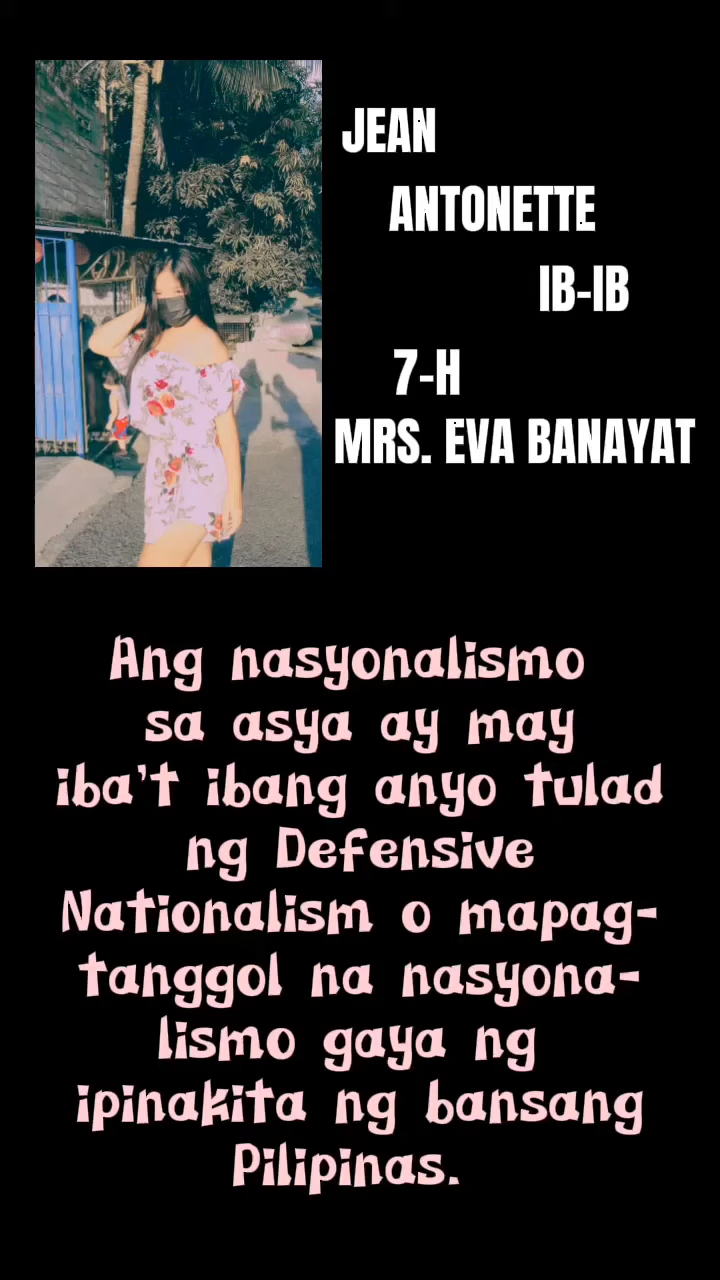 JEAN
ANTONETTE
IB-IB
7-H
MRS. EVA BANAYAT
Ang nasyonalismo
sa asya ay may
iba't ibang anyo tulad
ng Defensive
Nationalism o mapag-
tanggol na nasyona-
lismo gaya ng
ipinakita ng bansang
Pilipinas.